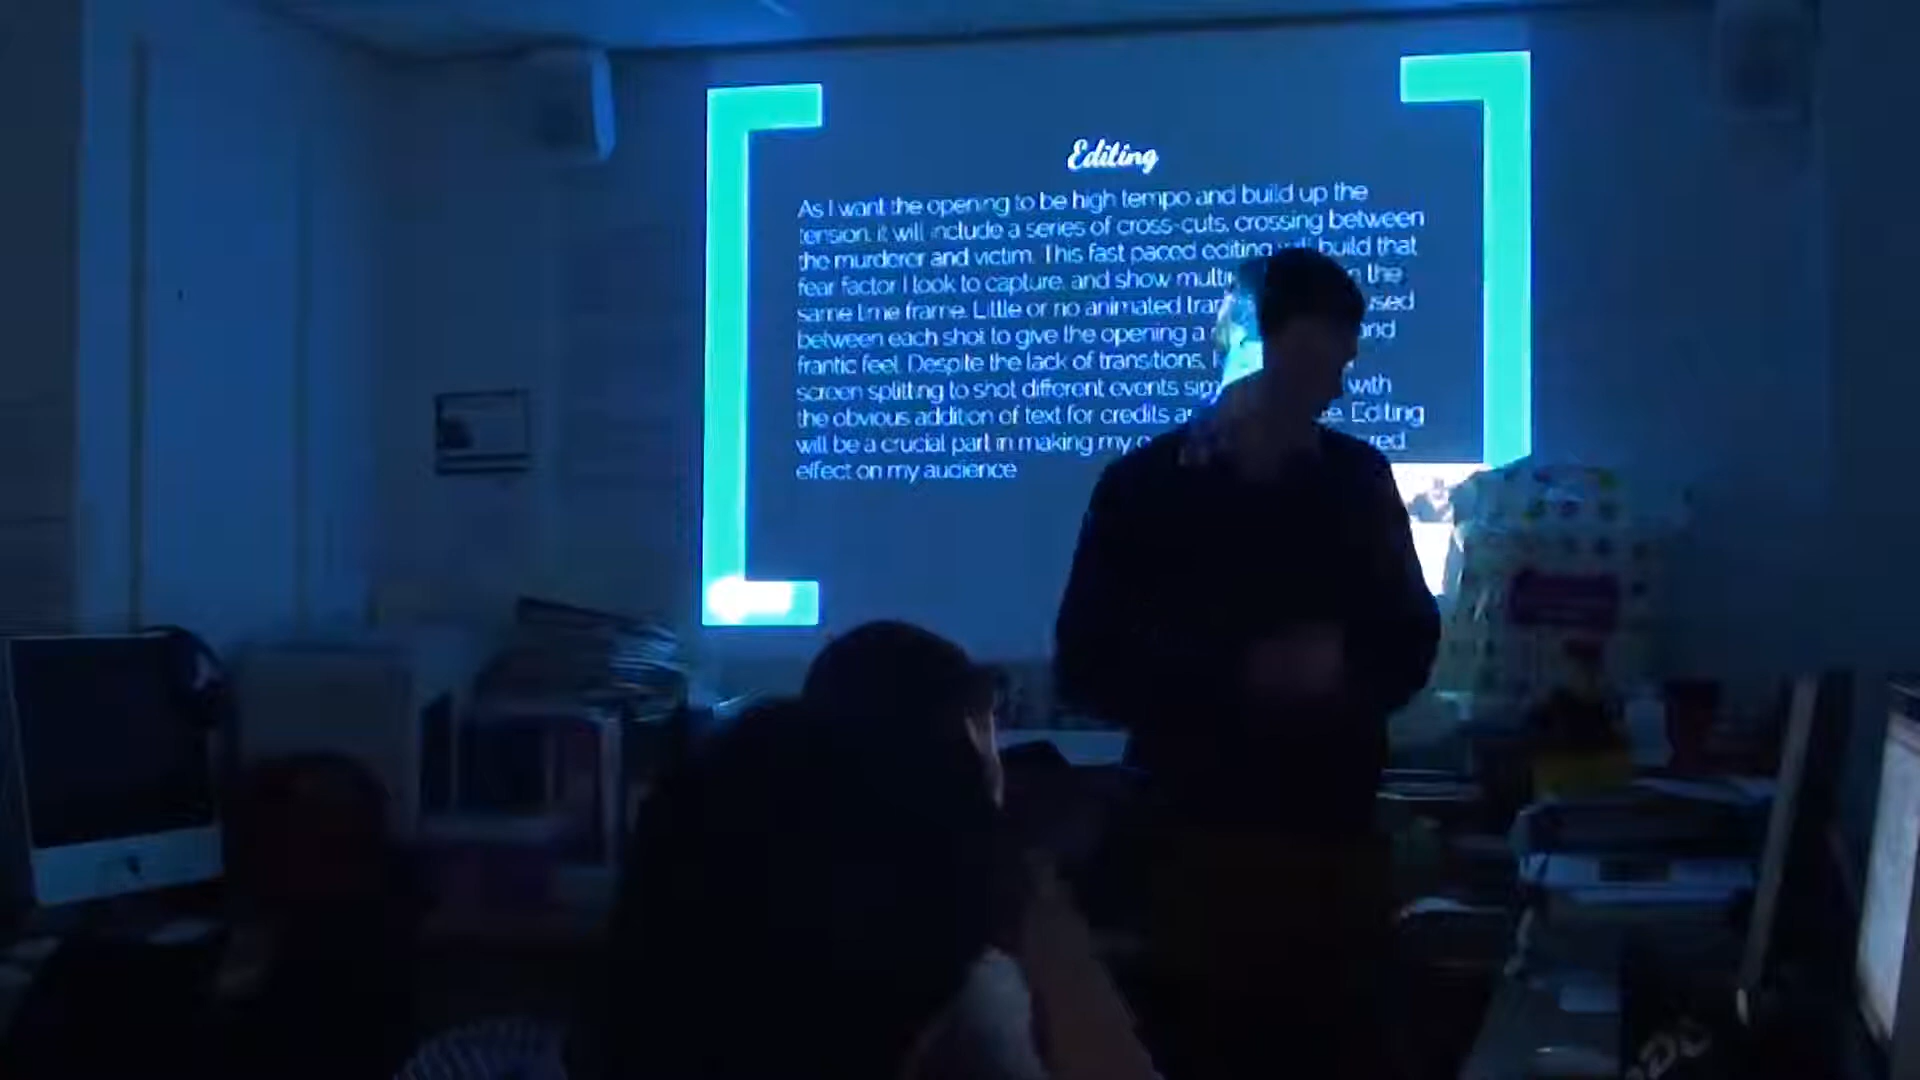 Editing
As I want the opening to be high tempo and build up the
tension, it will include a series of cross-cuts, crossing between
the murderer and victim. This fast paced editing will build that
fear factor I look to capture, and show the
same time frame. Little or no animated used
between each shot to give the opening a and
frantic feel. Despite the lack of transitions,
screen splitting to shot different events with
the obvious addition of text for credits Editing
will be a crucial part in making my
effect on my audience